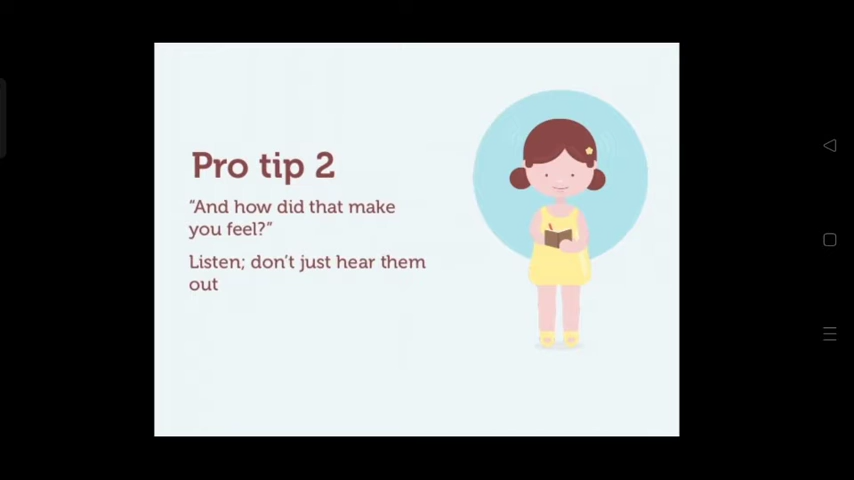 Pro tip 2
“And how did that make
you feel?”
Listen; don’t just hear them
out